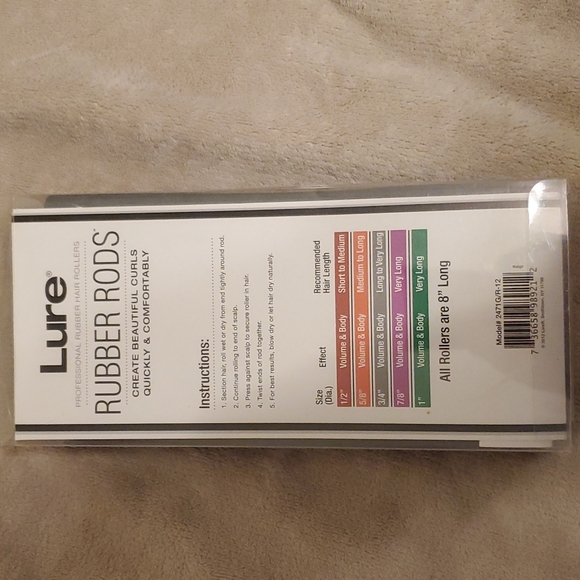 Lure®
PROFESSIONAL RUBBER HAIR ROLLERS
RUBBER RODS™
CREATE BEAUTIFUL CURLS
QUICKLY & COMFORTABLY
Instructions:
1. Section hair, roll wet or dry from end tightly around rod.
2. Continue rolling to end of scalp.
3. Press against scalp to secure roller in hair.
4. Twist ends of rod together.
5. For best results, blow dry or let hair dry naturally.
Size (Dia.) Effect Recommended Hair Length
1/2" Volume & Body Short to Medium
5/8" Volume & Body Medium to Long
3/4" Volume & Body Long to Very Long
7/8" Volume & Body Very Long
1" Volume & Body Very Long
All Rollers are 8" Long
Model# 2471G/R-12